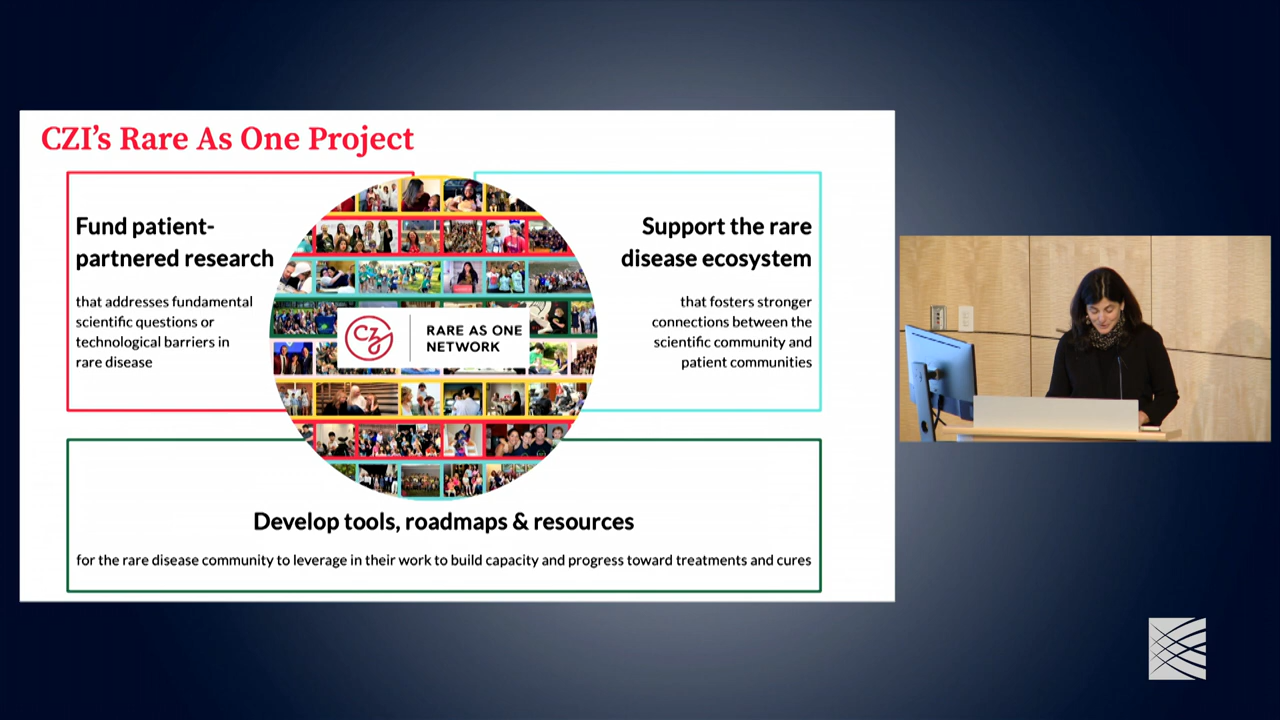 CZI's Rare As One Project
Fund patient-
partnered research
that addresses fundamental
scientific questions or
technological barriers in
rare disease
Support the rare
disease ecosystem
that fosters stronger
connections between the
scientific community and
patient communities
CZI
RARE AS ONE
NETWORK
Develop tools, roadmaps & resources
for the rare disease community to leverage in their work to build capacity and progress toward treatments and cures